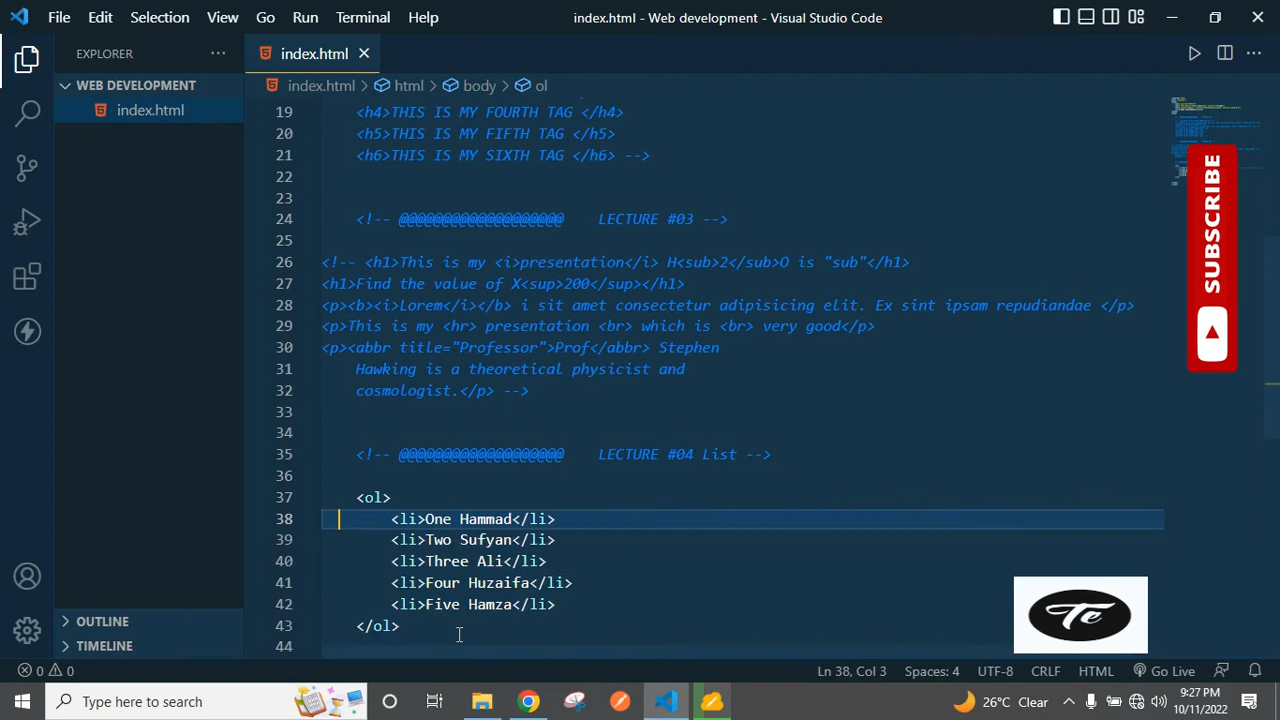 File Edit Selection View Go Run Terminal Help
index.html - Web development - Visual Studio Code
EXPLORER
index.html
WEB DEVELOPMENT
index.html > html > body > ol
index.html
19 <h4>THIS IS MY FOURTH TAG </h4>
20 <h5>THIS IS MY FIFTH TAG </h5>
21 <h6>THIS IS MY SIXTH TAG </h6> -->
22
23
24 <!-- @@@@@@@@@@@@@@@@@@@ LECTURE #03 -->
25
26 <!-- <h1>This is my <i>presentation</i> H<sub>2</sub>O is "sub"</h1>
27 <h1>Find the value of X<sup>200</sup></h1>
28 <p><b><i>Lorem</i></b> i sit amet consectetur adipisicing elit. Ex sint ipsam repudiandae </p>
29 <p>This is my <hr> presentation <br> which is <br> very good</p>
30 <p><abbr title="Professor">Prof</abbr> Stephen
31 Hawking is a theoretical physicist and
32 cosmologist.</p> -->
33
34
35 <!-- @@@@@@@@@@@@@@@@@@@ LECTURE #04 List -->
36
37 <ol>
38 <li>One Hammad</li>
39 <li>Two Sufyan</li>
40 <li>Three Ali</li>
41 <li>Four Huzaifa</li>
42 <li>Five Hamza</li>
43 </ol>
44
SUBSCRIBE
Te
OUTLINE
TIMELINE
0 0
Ln 38, Col 3 Spaces: 4 UTF-8 CRLF HTML Go Live
Type here to search
26°C Clear
9:27 PM
10/11/2022